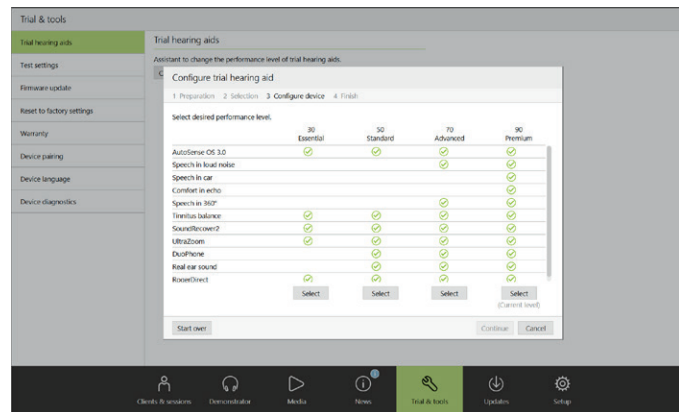 Trial & tools
Trial hearing aids
Test settings
Firmware update
Reset to factory settings
Warranty
Device pairing
Device language
Device diagnostics
Trial hearing aids
Assistant to change the performance level of trial hearing aids.
Configure trial hearing aid
1 Preparation 2 Selection 3 Configure device 4 Finish
Select desired performance level.
30 50 70 90
Essential Standard Advanced Premium
AutoSense OS 3.0
Speech in loud noise
Speech in car
Comfort in echo
Speech in 360°
Tinnitus balance
SoundRecover2
UltraZoom
DuoPhone
Real ear sound
RogerDirect
Select Select Select Select
(Current level)
Start over Continue Cancel
Clients & sessions Demonstrator Media News Trial & tools Updates Setup